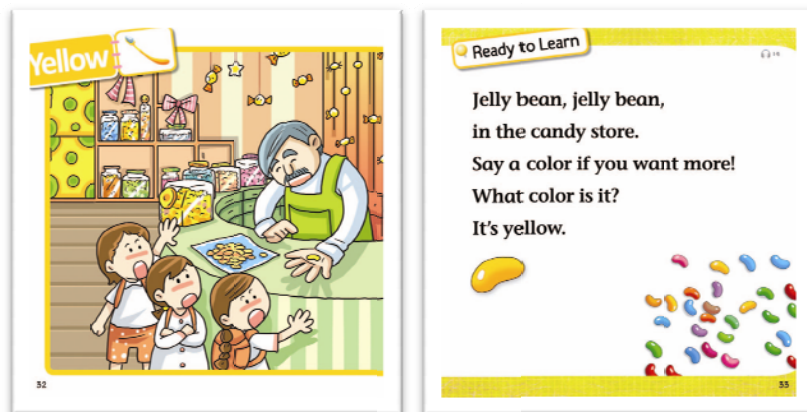 Yellow
32
Ready to Learn
Jelly bean, jelly bean,
in the candy store.
Say a color if you want more!
What color is it?
It's yellow.
33